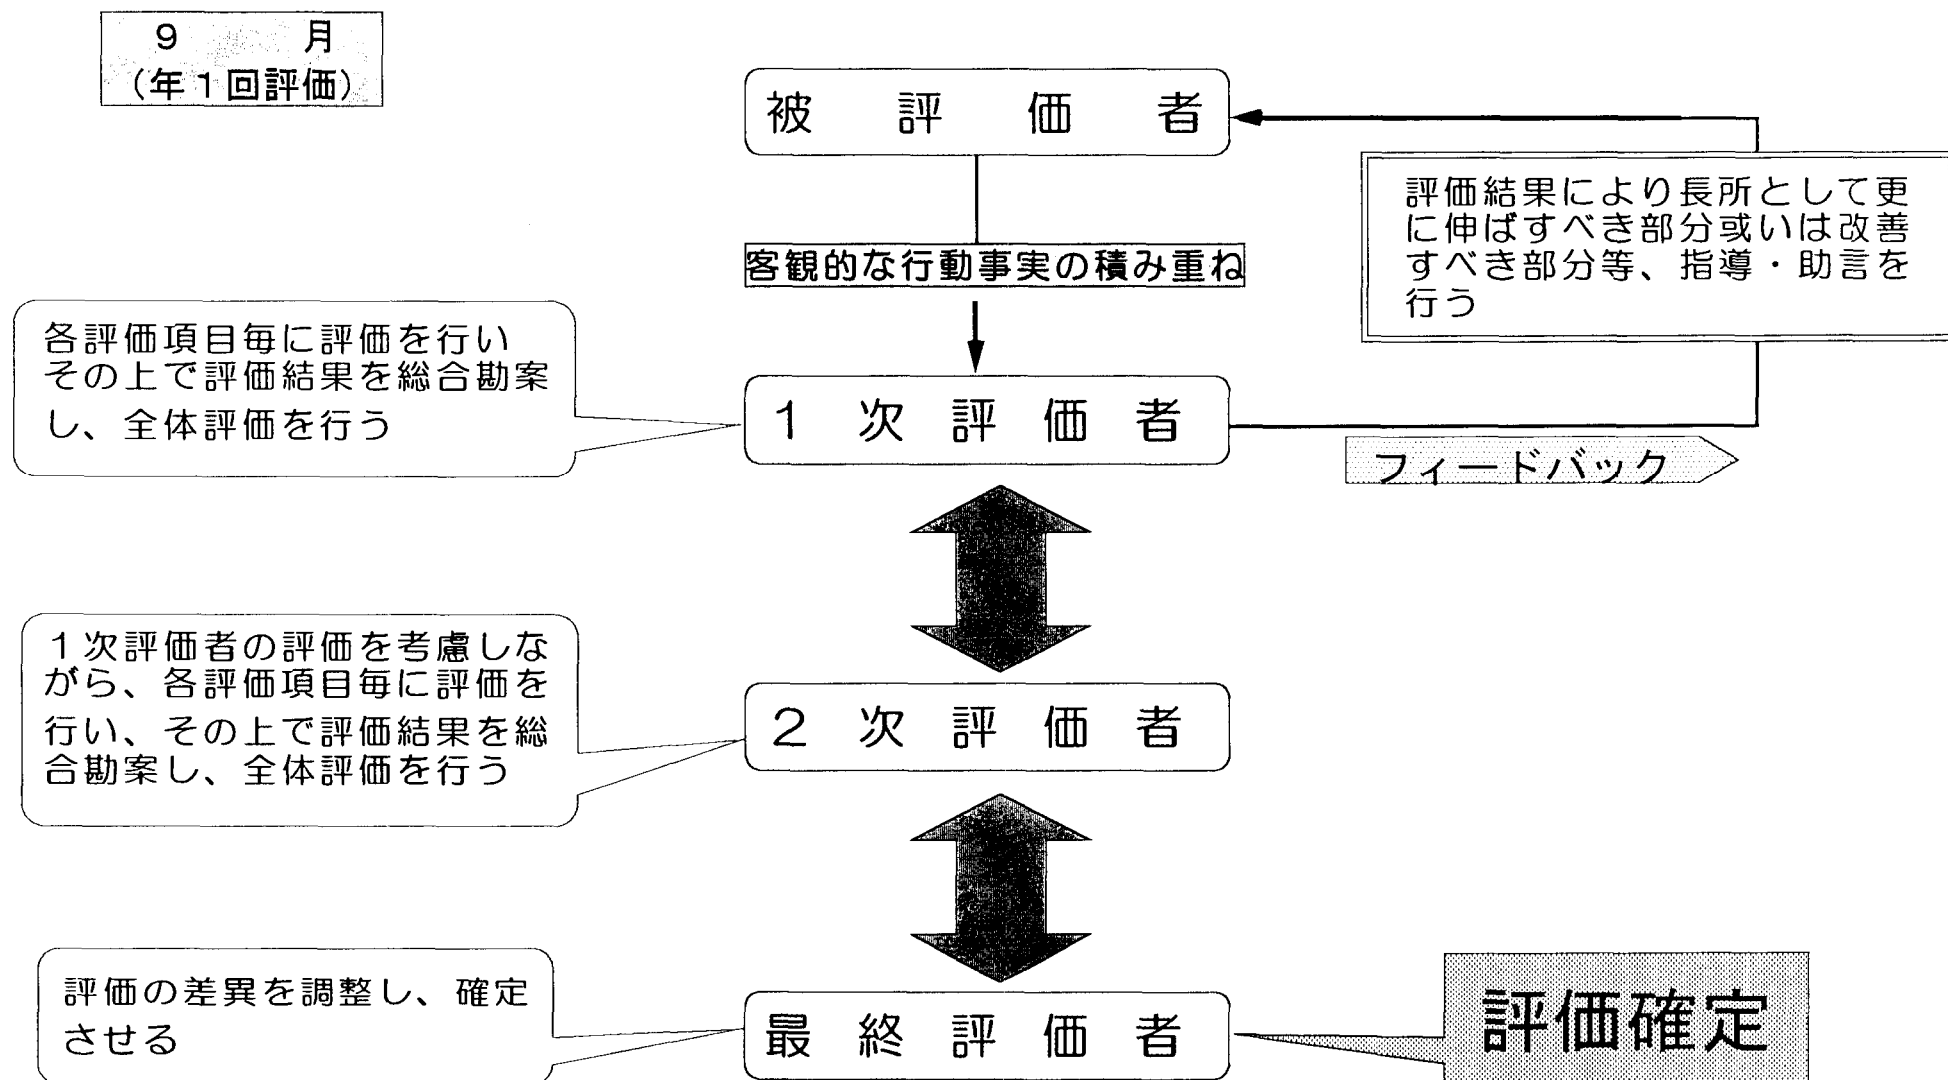 9 月
(年1回評価)
被評価者
評価結果により長所として更
に伸ばすべき部分或いは改善
すべき部分等、指導・助言を
行う
客観的な行動事実の積み重ね
各評価項目毎に評価を行い
その上で評価結果を総合勘案
し、全体評価を行う
1次評価者
フィードバック
1次評価者の評価を考慮しな
がら、各評価項目毎に評価を
行い、その上で評価結果を総
合勘案し、全体評価を行う
2次評価者
評価の差異を調整し、確定
させる
最終評価者
評価確定